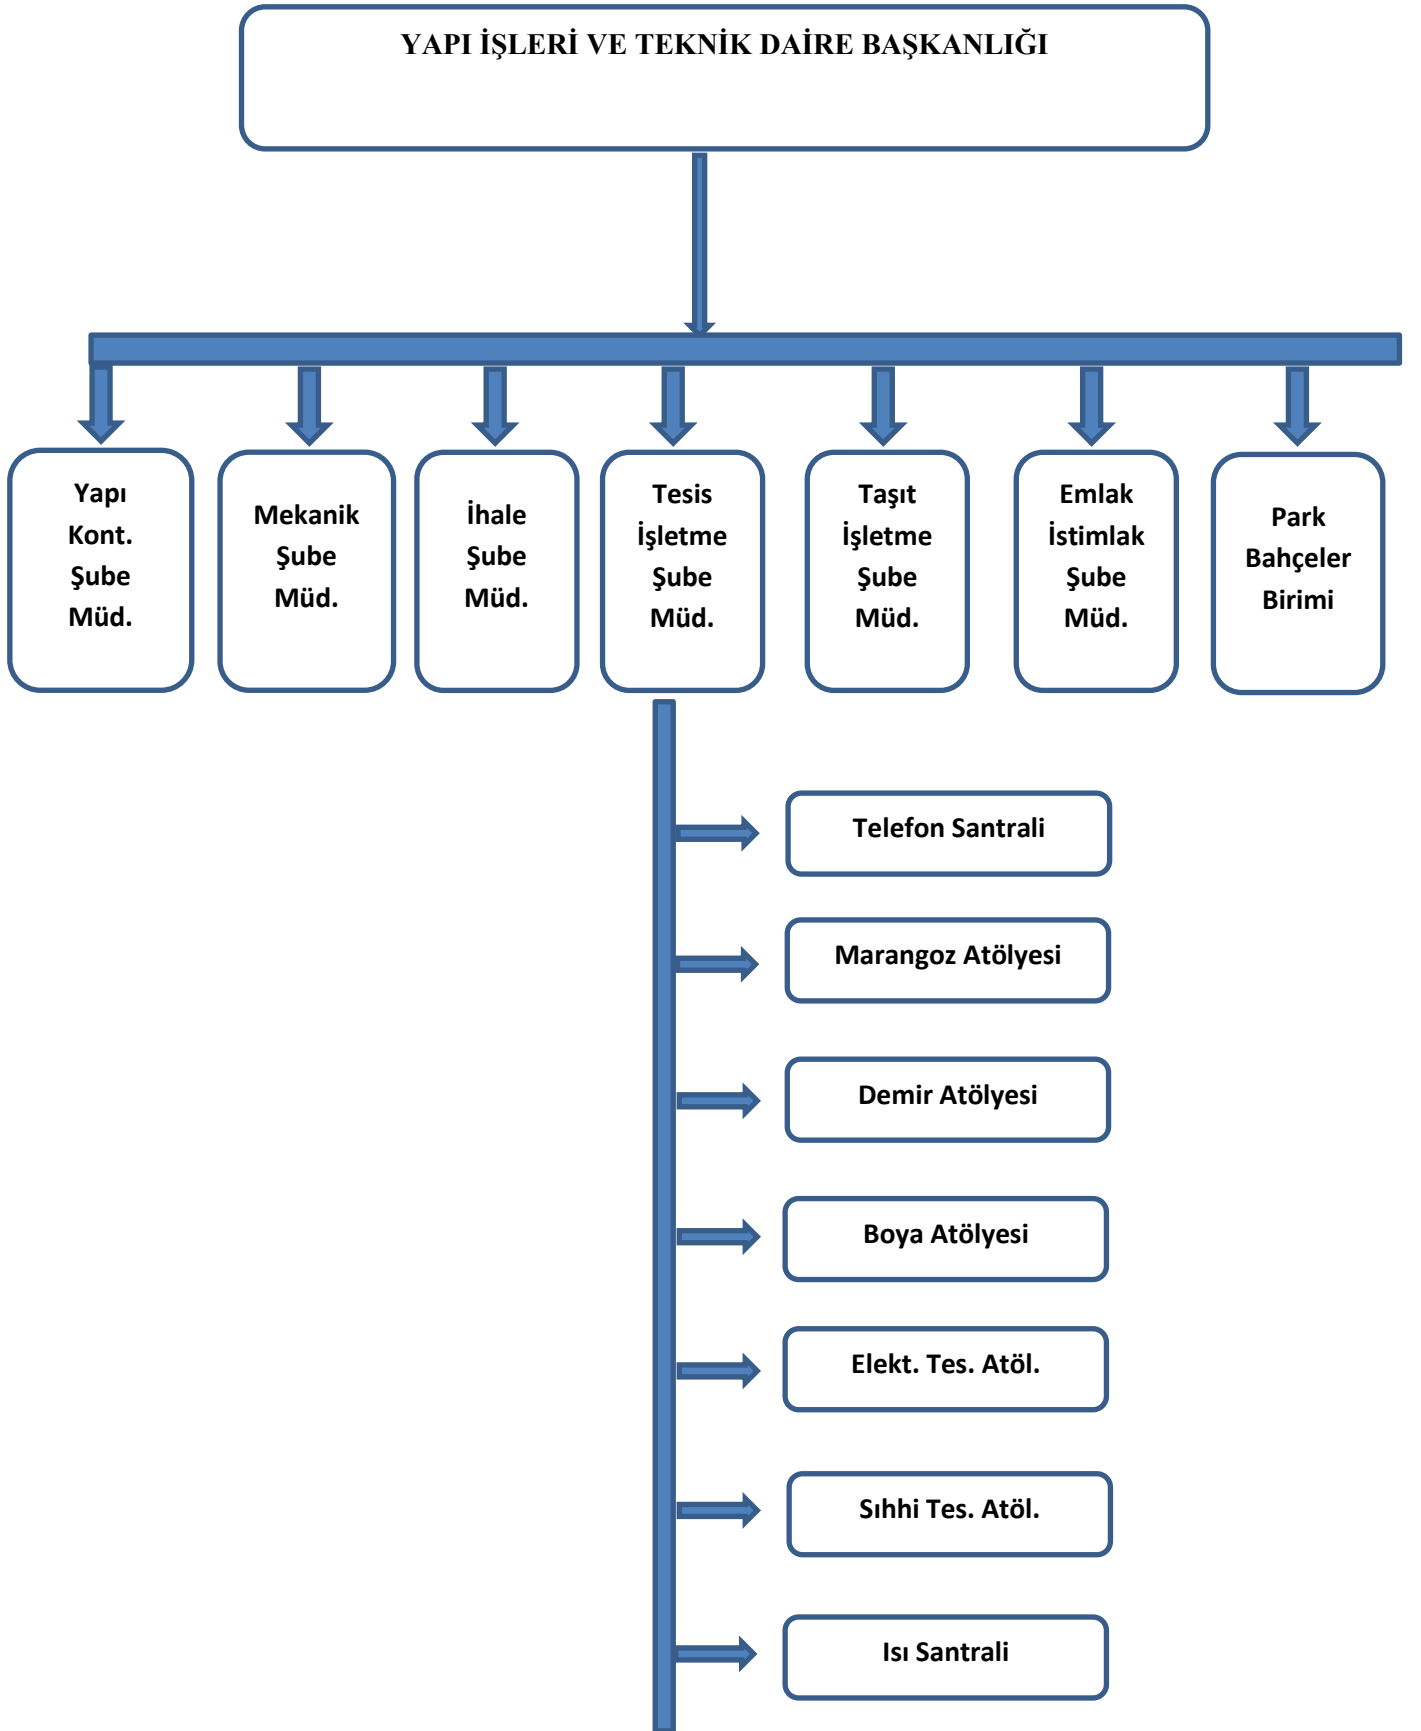 YAPI İŞLERİ VE TEKNİK DAİRE BAŞKANLIĞI
Yapı
Kont.
Şube
Müd.
Mekanik
Şube
Müd.
İhale
Şube
Müd.
Tesis
İşletme
Şube
Müd.
Taşıt
İşletme
Şube
Müd.
Emlak
İstimlak
Şube
Müd.
Park
Bahçeler
Birimi
Telefon Santrali
Marangoz Atölyesi
Demir Atölyesi
Boya Atölyesi
Elekt. Tes. Atöl.
Sıhhi Tes. Atöl.
Isı Santrali